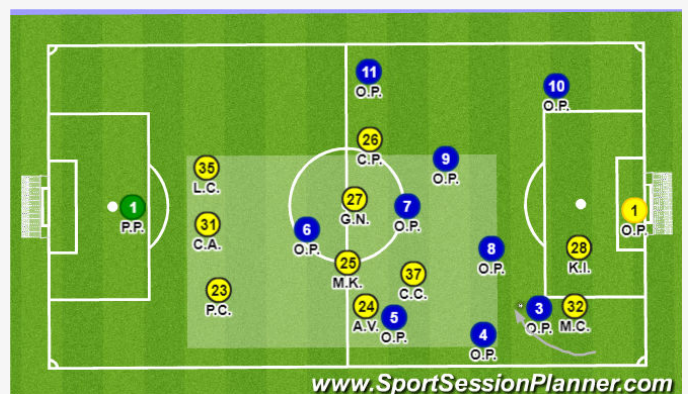 11
O.P.
10
O.P.
26
C.P.
9
O.P.
35
L.C.
27
G.N.
7
O.P.
1
P.P.
1
O.P.
31
C.A.
6
O.P.
8
O.P.
28
K.I.
25
M.K.
37
C.C.
23
P.C.
24
A.V.
5
O.P.
3
O.P.
32
M.C.
4
O.P.
www.SportSessionPlanner.com